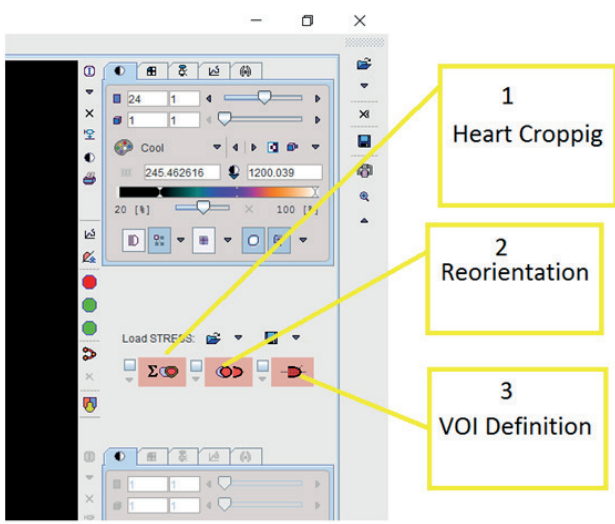 24 1
1 1
Cool
245.462616 1200.039
20 [%] 100 [%]
Load STRESS:
Σ
1 1
1 1
1
Heart Croppig
2
Reorientation
3
VOI Definition